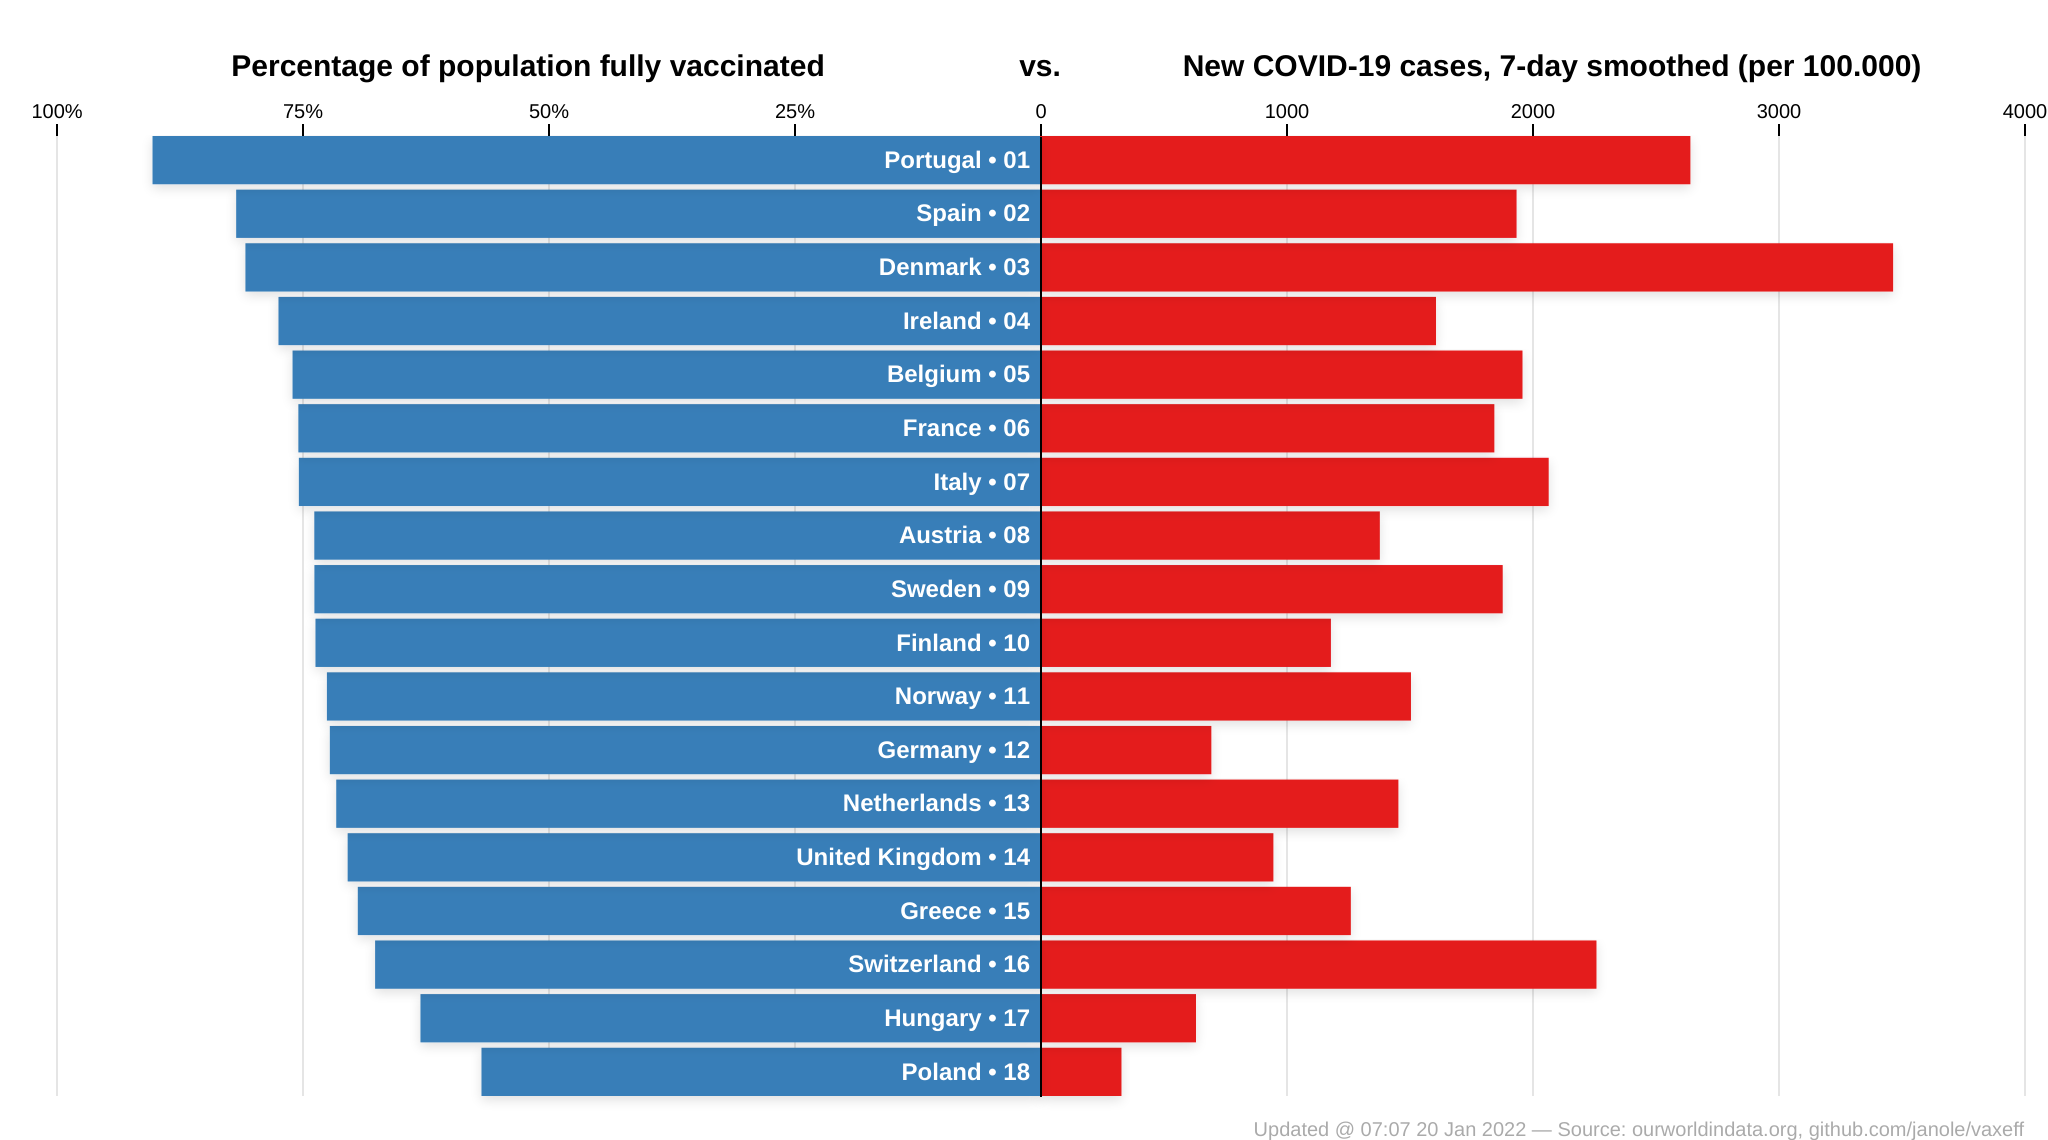 Percentage of population fully vaccinated vs. New COVID-19 cases, 7-day smoothed (per 100.000)
100% 75% 50% 25% 0 1000 2000 3000 4000
Portugal • 01
Spain • 02
Denmark • 03
Ireland • 04
Belgium • 05
France • 06
Italy • 07
Austria • 08
Sweden • 09
Finland • 10
Norway • 11
Germany • 12
Netherlands • 13
United Kingdom • 14
Greece • 15
Switzerland • 16
Hungary • 17
Poland • 18
Updated @ 07:07 20 Jan 2022 — Source: ourworldindata.org, github.com/janole/vaxeff